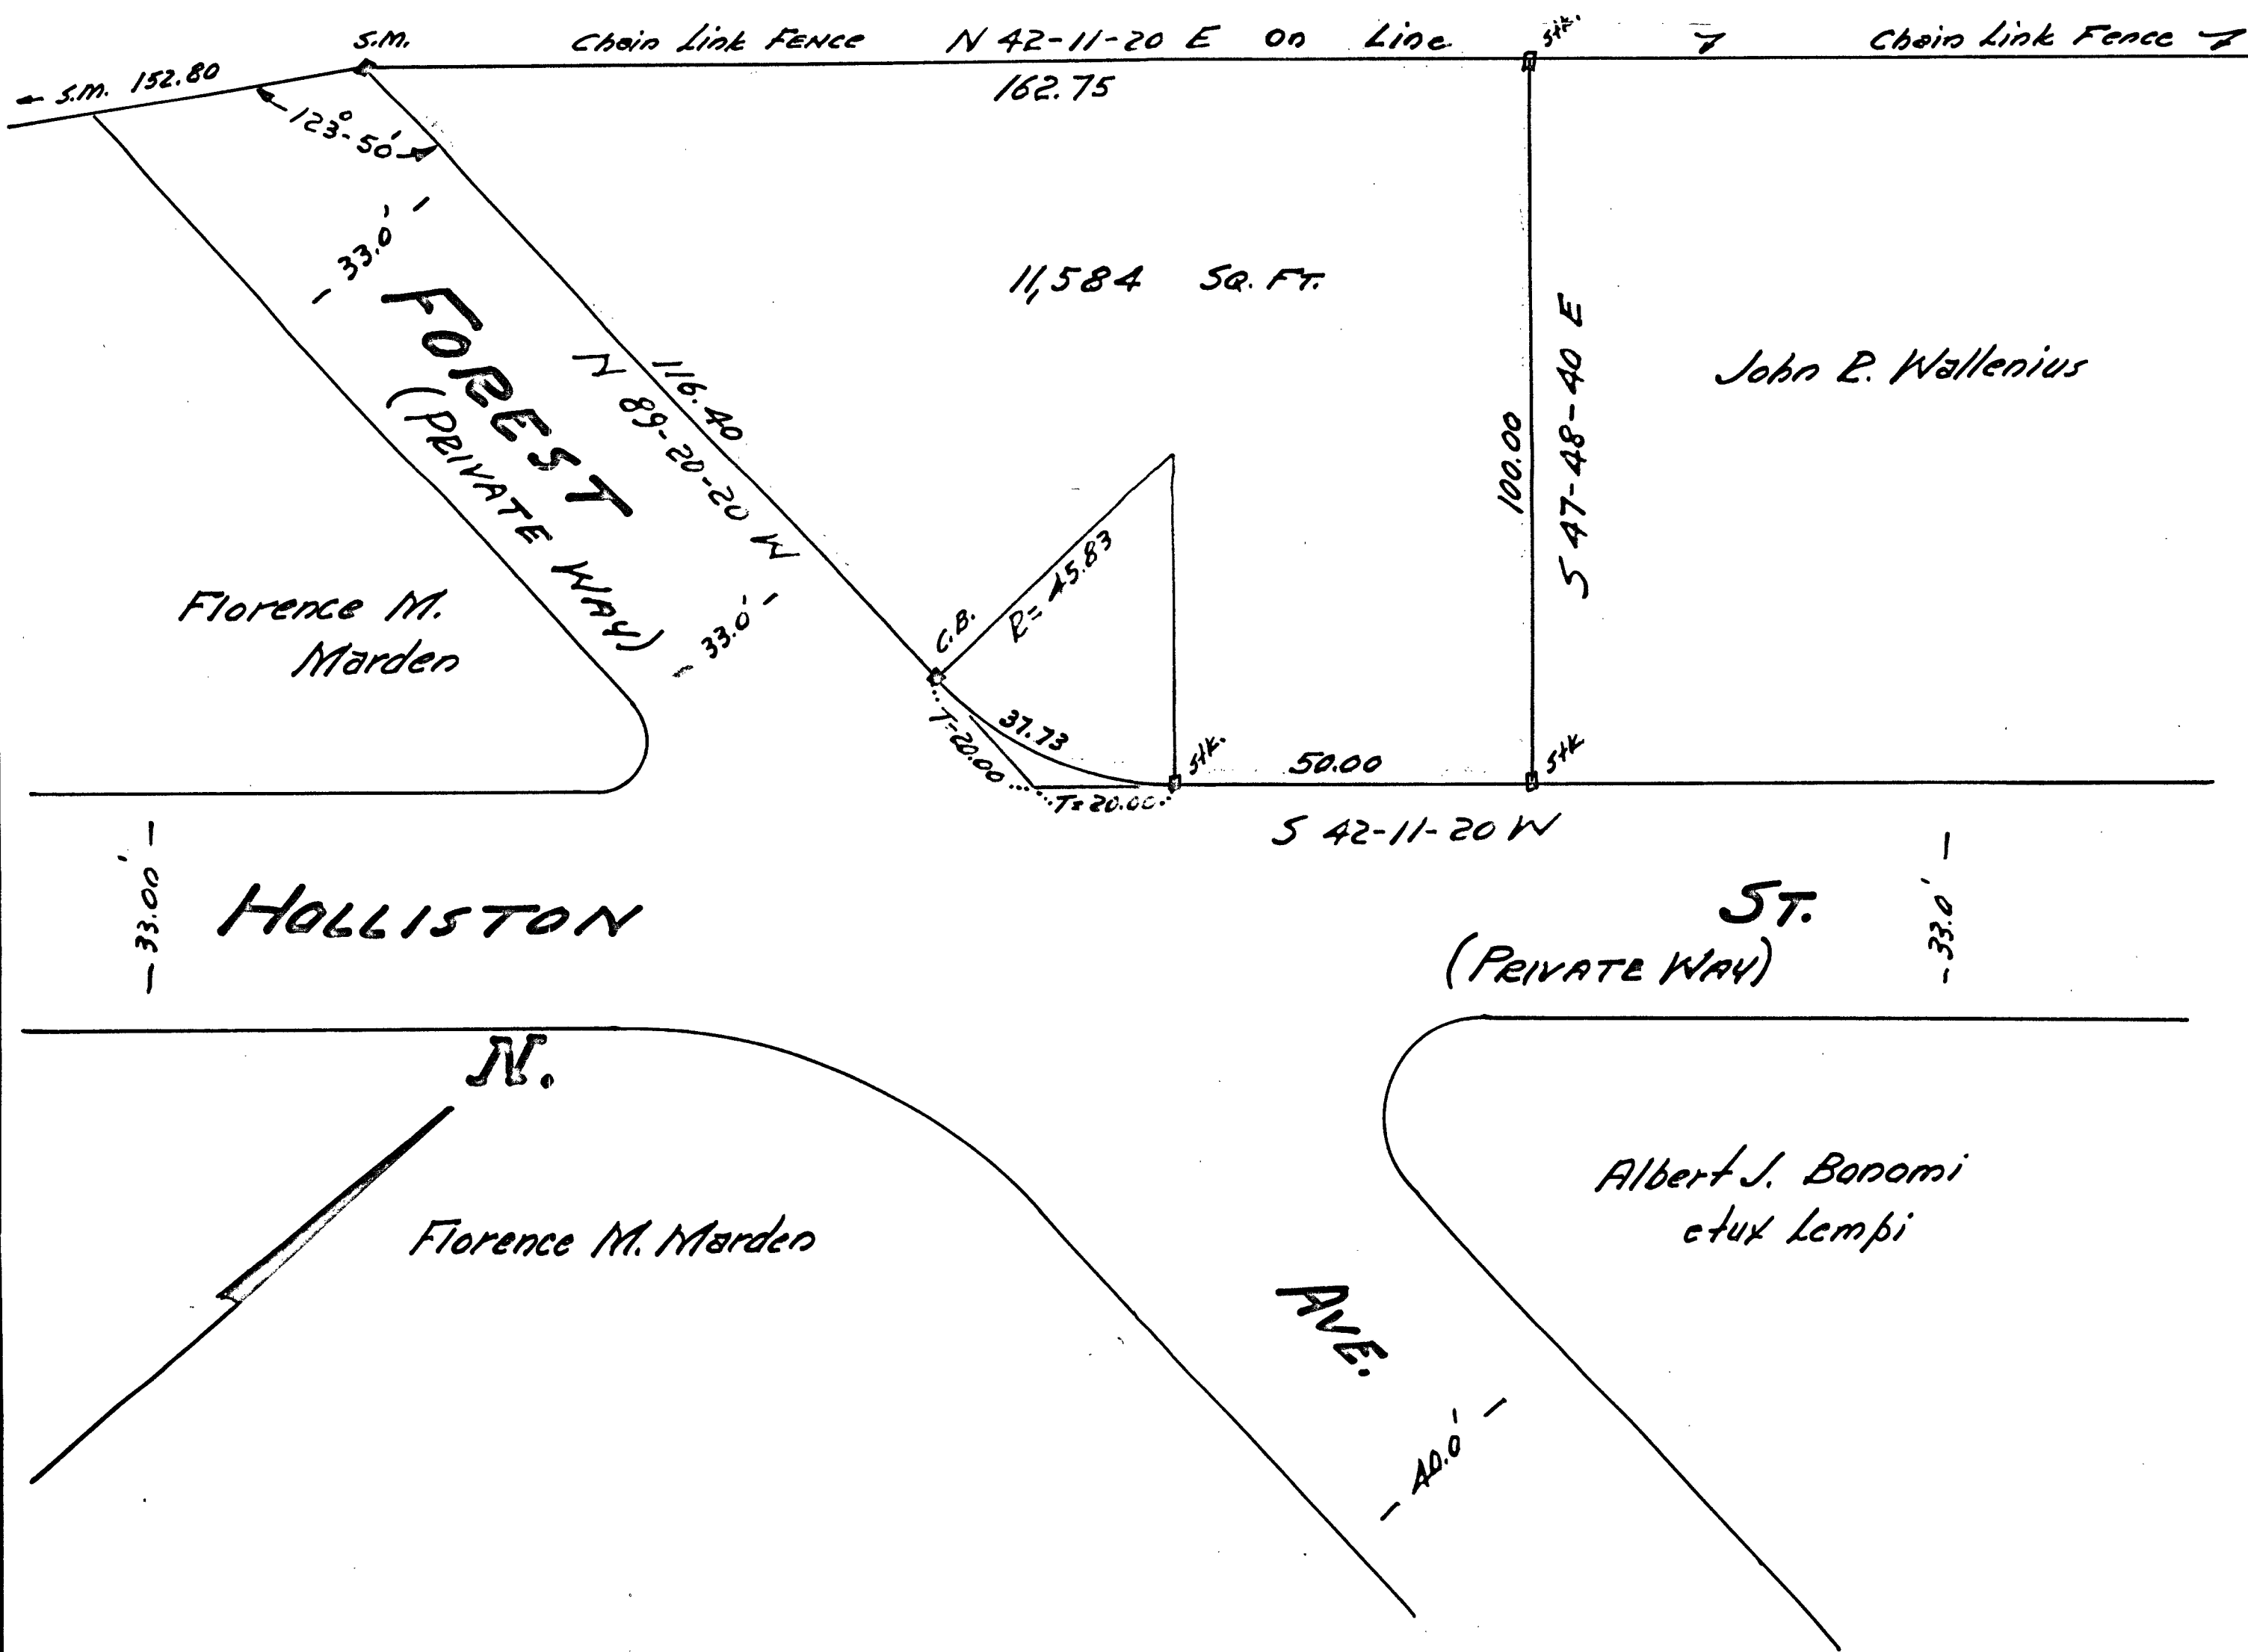 S.M. Chain Link FENCE N 42-11-20 E on Line Stk. Chain Link Fence
S.M. 152.80
162.75
123°-50'
33.0'
11,584 SQ. FT.
FOREST
(PRIVATE WAY)
116.40
N 89-20-20 W
100.00
S 47-48-40 E
John R. Wallenius
Florence M.
Marden
33.0'
C.B.
R= 45.83
T=20.00
37.73
Stk.
50.00
Stk
T=20.00
S 42-11-20 W
33.00'
HOLLISTON ST.
(PRIVATE WAY)
33.0'
N.
Florence M. Marden
Albert J. Bonomi
etux Lempi
AVE.
40.0'